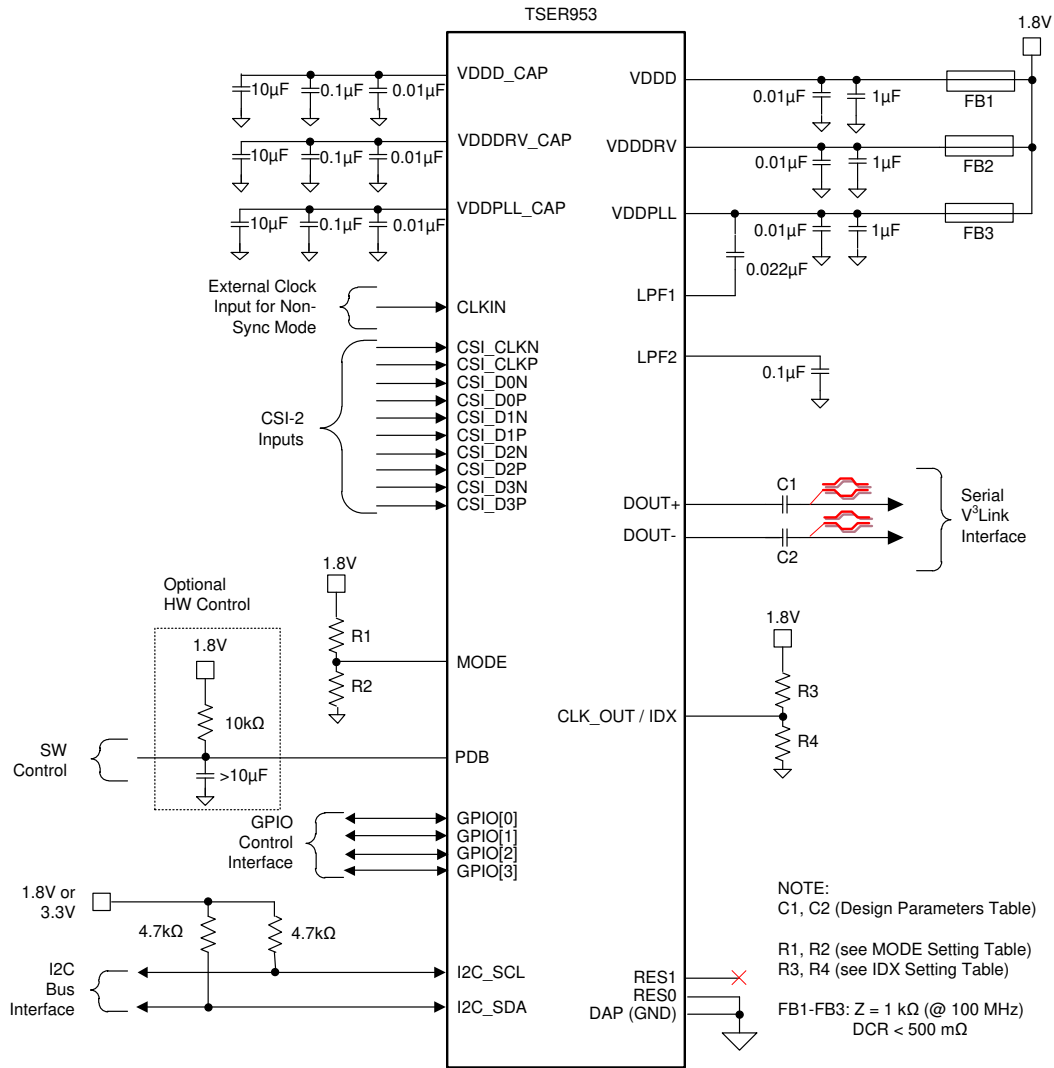 TSER953
1.8V
VDDD_CAP
10µF
0.1µF
0.01µF
VDDD
0.01µF
1µF
FB1
VDDDRV_CAP
10µF
0.1µF
0.01µF
VDDDRV
0.01µF
1µF
FB2
VDDPLL_CAP
10µF
0.1µF
0.01µF
VDDPLL
0.01µF
1µF
FB3
0.022µF
LPF1
External Clock
Input for Non-
Sync Mode
CLKIN
LPF2
0.1µF
CSI-2
Inputs
CSI_CLKN
CSI_CLKP
CSI_D0N
CSI_D0P
CSI_D1N
CSI_D1P
CSI_D2N
CSI_D2P
CSI_D3N
CSI_D3P
DOUT+
DOUT-
C1
C2
Serial
V³Link
Interface
1.8V
R1
R2
MODE
Optional
HW Control
1.8V
10kΩ
>10µF
SW
Control
PDB
1.8V
R3
R4
CLK_OUT / IDX
GPIO
Control
Interface
GPIO[0]
GPIO[1]
GPIO[2]
GPIO[3]
1.8V or
3.3V
4.7kΩ
4.7kΩ
I2C
Bus
Interface
I2C_SCL
I2C_SDA
RES1
RES0
DAP (GND)
NOTE:
C1, C2 (Design Parameters Table)
R1, R2 (see MODE Setting Table)
R3, R4 (see IDX Setting Table)
FB1-FB3: Z = 1 kΩ (@ 100 MHz)
DCR < 500 mΩ